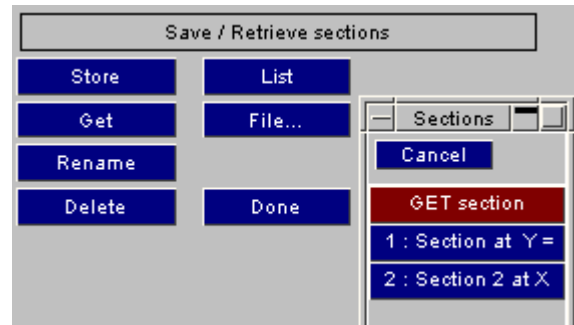 Save / Retrieve sections
Store
List
Get
File...
Rename
Delete
Done
Sections
Cancel
GET section
1 : Section at Y =
2 : Section 2 at X